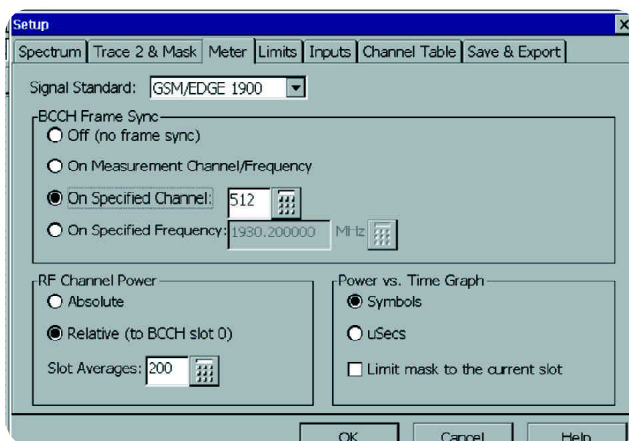 Setup
Spectrum Trace 2 & Mask Meter Limits Inputs Channel Table Save & Export
Signal Standard: GSM/EDGE 1900
BCCH Frame Sync
Off (no frame sync)
On Measurement Channel/Frequency
On Specified Channel: 512
On Specified Frequency: 1930.200000 MHz
RF Channel Power
Absolute
Relative (to BCCH slot 0)
Slot Averages: 200
Power vs. Time Graph
Symbols
uSecs
Limit mask to the current slot
OK Cancel Help